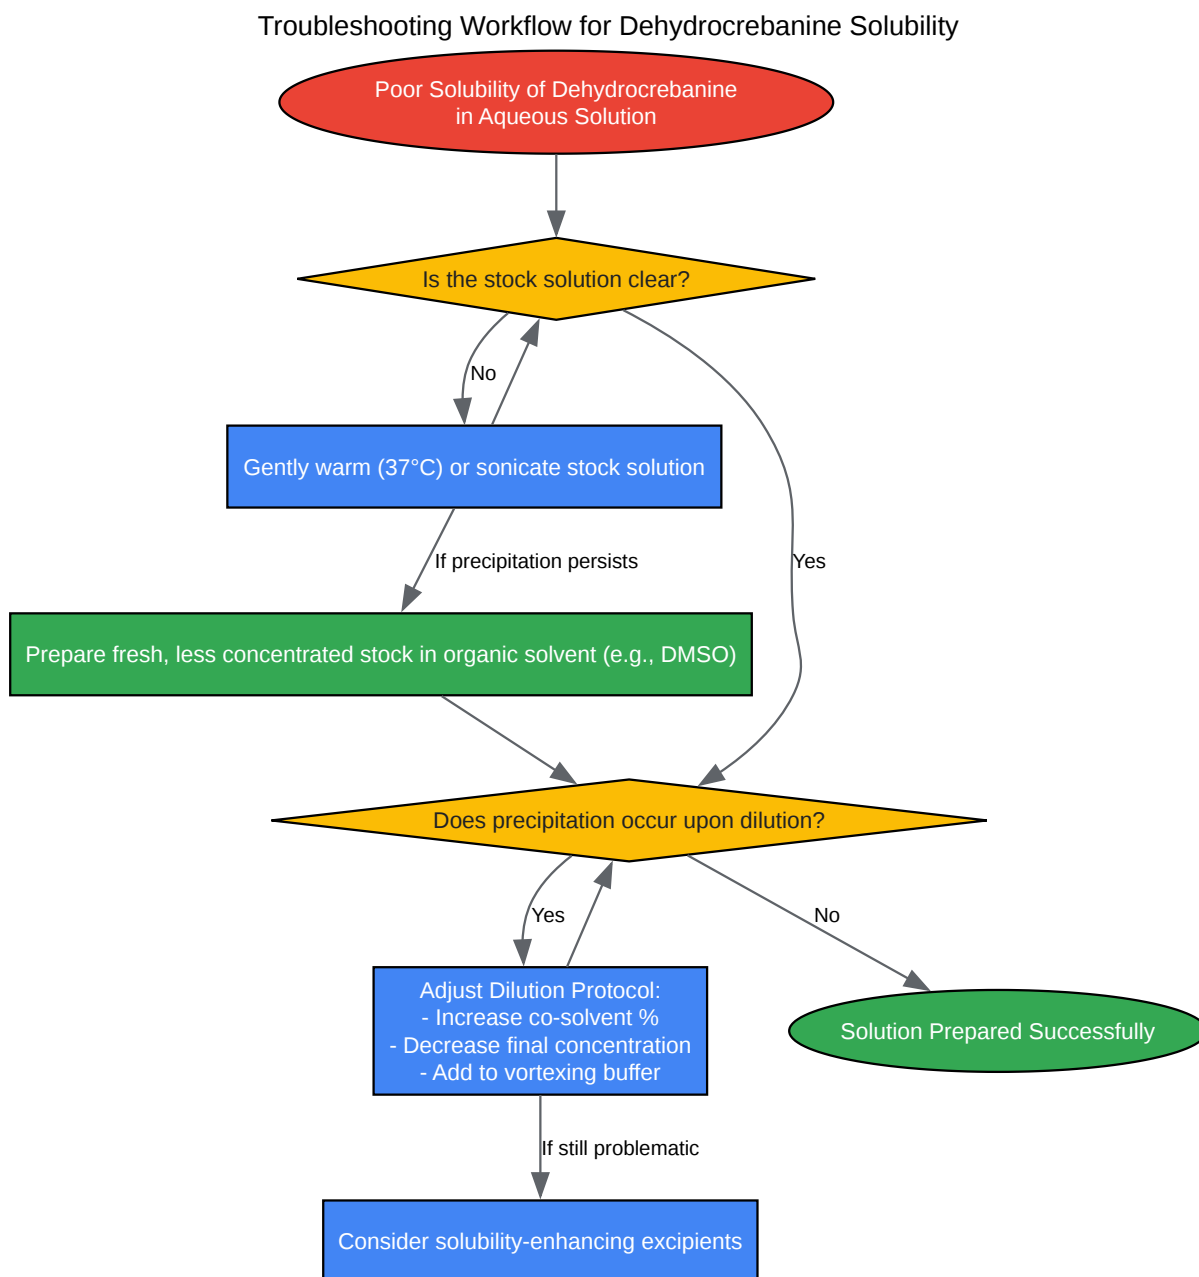 Troubleshooting Workflow for Dehydrocrebanine Solubility
Poor Solubility of Dehydrocrebanine
in Aqueous Solution
Is the stock solution clear?
No
Gently warm (37°C) or sonicate stock solution
If precipitation persists
Yes
Prepare fresh, less concentrated stock in organic solvent (e.g., DMSO)
Does precipitation occur upon dilution?
Yes
No
Adjust Dilution Protocol:
- Increase co-solvent %
- Decrease final concentration
- Add to vortexing buffer
Solution Prepared Successfully
If still problematic
Consider solubility-enhancing excipients